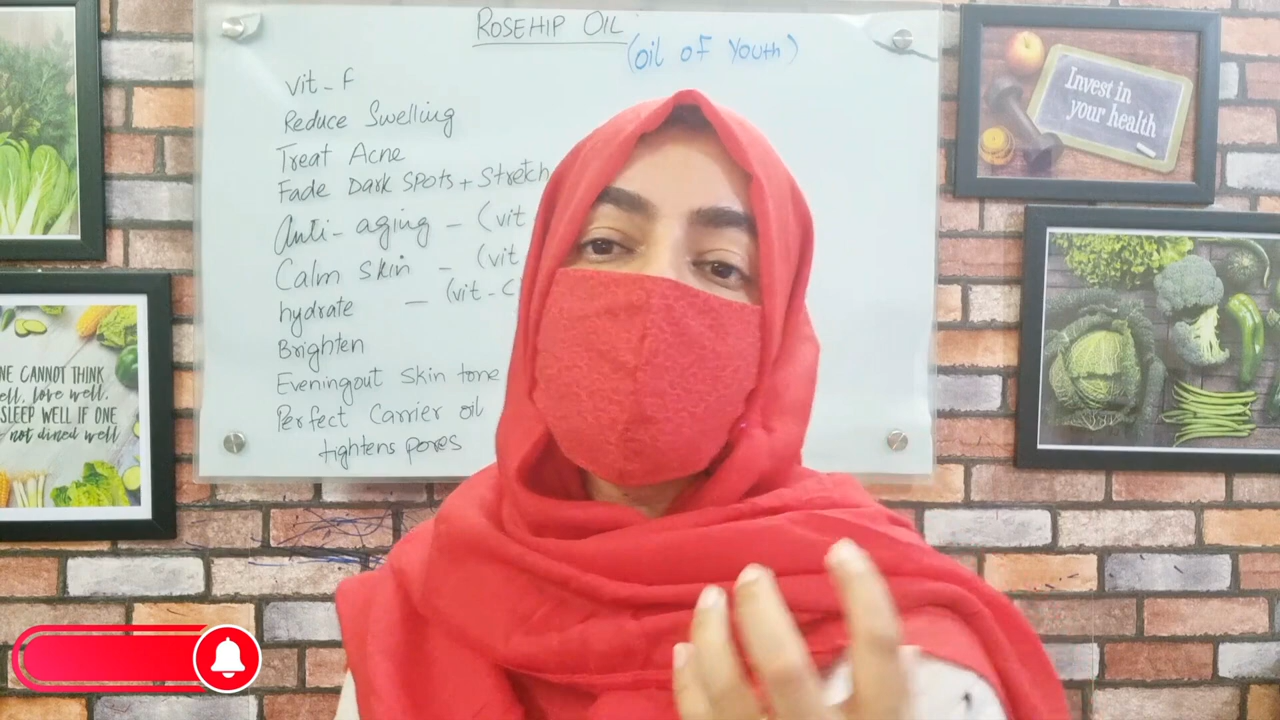 ROSEHIP OIL
(oil of Youth)
vit - F
Reduce Swelling
Treat Acne
Fade Dark spots + Stretch
Anti - aging - (vit
Calm skin - (vit
hydrate - (vit - C
Brighten
Eveningout skin tone
Perfect Carrier oil
tightens pores
Invest in
your health
NE CANNOT THINK
ell, love well,
SLEEP WELL IF ONE
not dined well